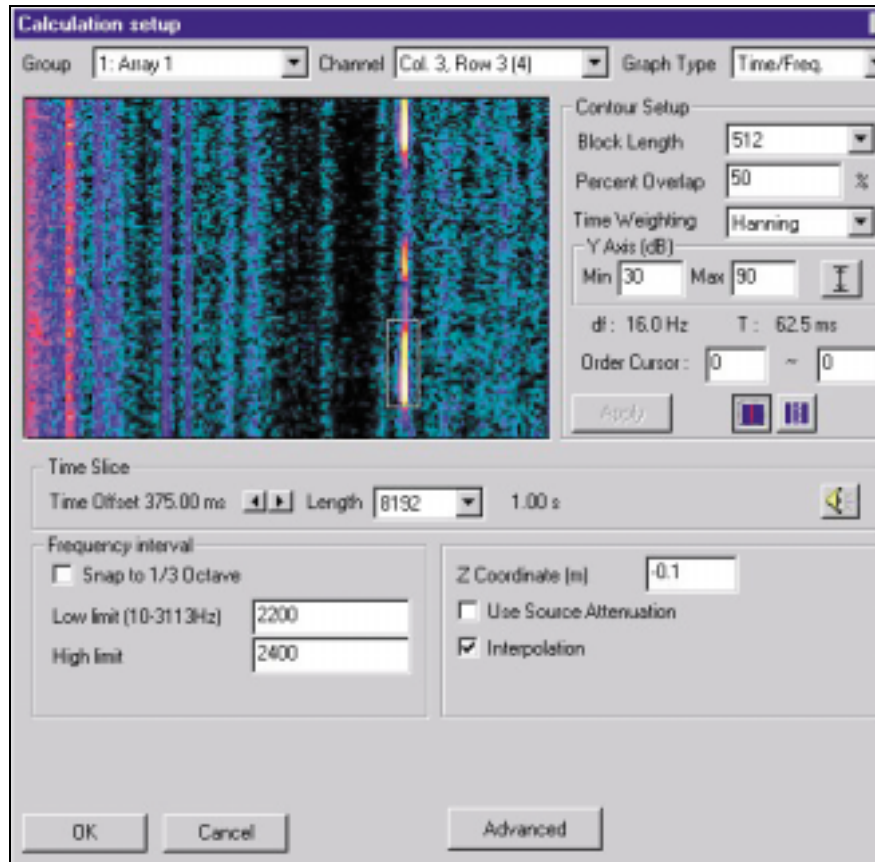 Calculation setup
Group 1: Array 1 Channel Col. 3, Row 3 (4) Graph Type Time/Freq.
Contour Setup
Block Length 512
Percent Overlap 50 %
Time Weighting Hanning
Y Axis (dB)
Min 30 Max 90
df : 16.0 Hz T : 62.5 ms
Order Cursor : 0 ~ 0
Apply
Time Slice
Time Offset 375.00 ms Length 8192 1.00 s
Frequency interval
Snap to 1/3 Octave
Low limit (10-3113Hz) 2200
High limit 2400
Z Coordinate (m) -0.1
Use Source Attenuation
Interpolation
OK Cancel Advanced